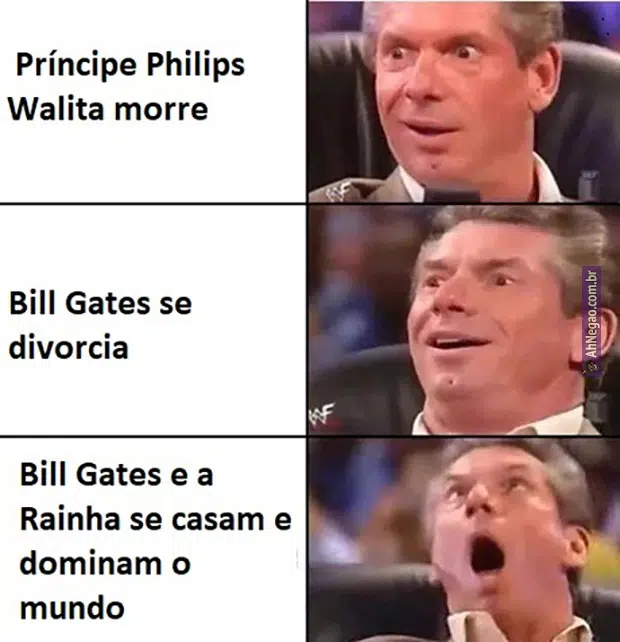 Príncipe Philips
Walita morre
Bill Gates se
divorcia
AhNegao.com.br
Bill Gates e a
Rainha se casam e
dominam o
mundo